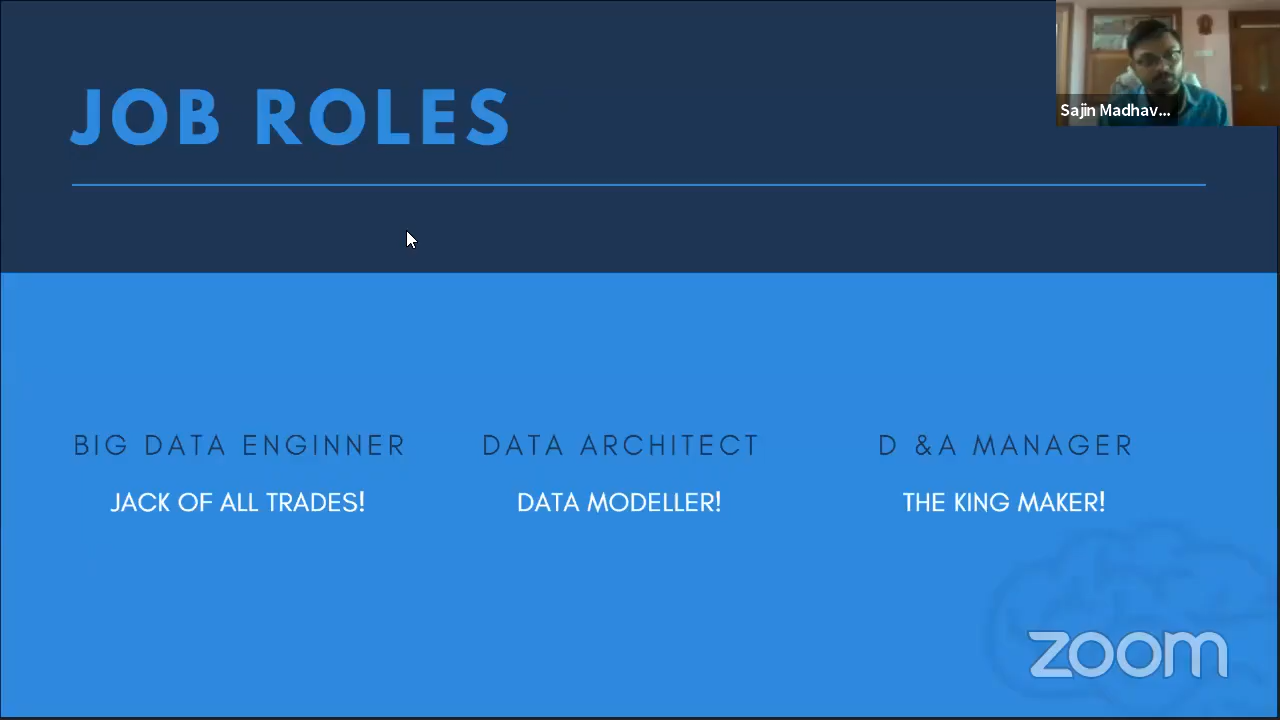 JOB ROLES
Sajin Madhav...
BIG DATA ENGINNER
JACK OF ALL TRADES!
DATA ARCHITECT
DATA MODELLER!
D &A MANAGER
THE KING MAKER!
zoom